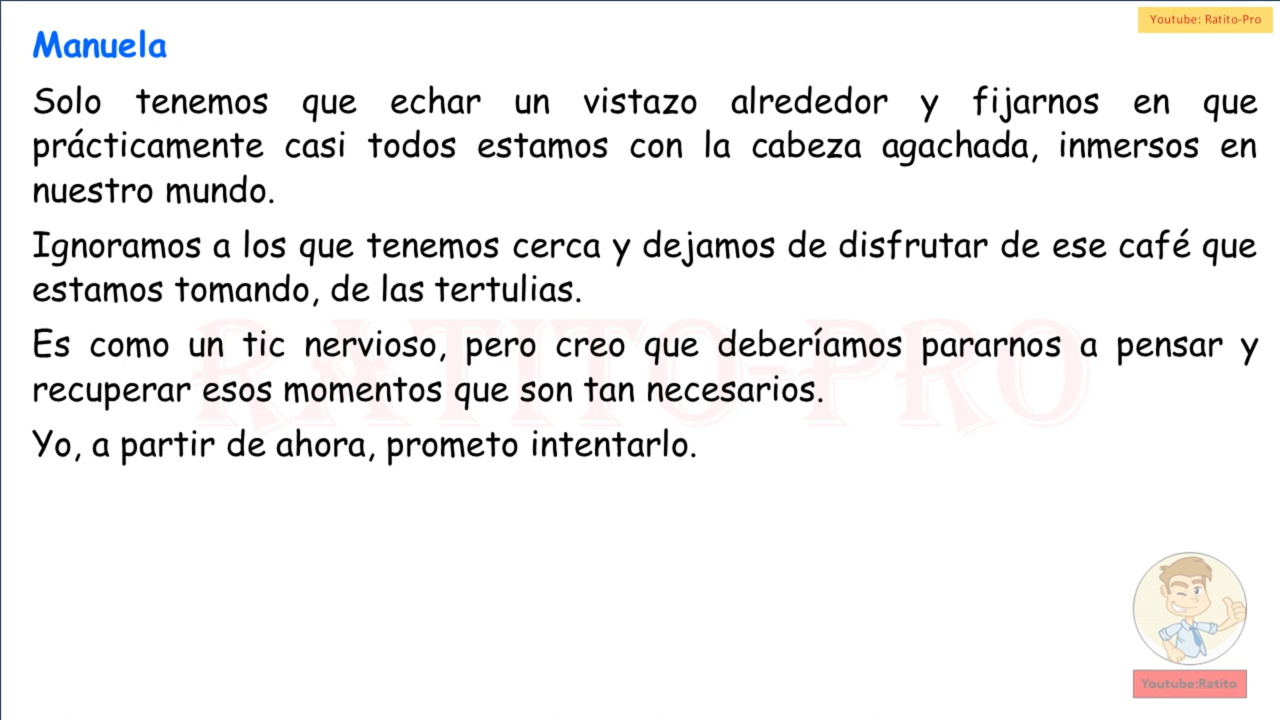 Youtube: Ratito-Pro
Manuela
Solo tenemos que echar un vistazo alrededor y fijarnos en que
prácticamente casi todos estamos con la cabeza agachada, inmersos en
nuestro mundo.
Ignoramos a los que tenemos cerca y dejamos de disfrutar de ese café que
estamos tomando, de las tertulias.
RATITO-PRO
Es como un tic nervioso, pero creo que deberíamos pararnos a pensar y
recuperar esos momentos que son tan necesarios.
Yo, a partir de ahora, prometo intentarlo.
Youtube:Ratito